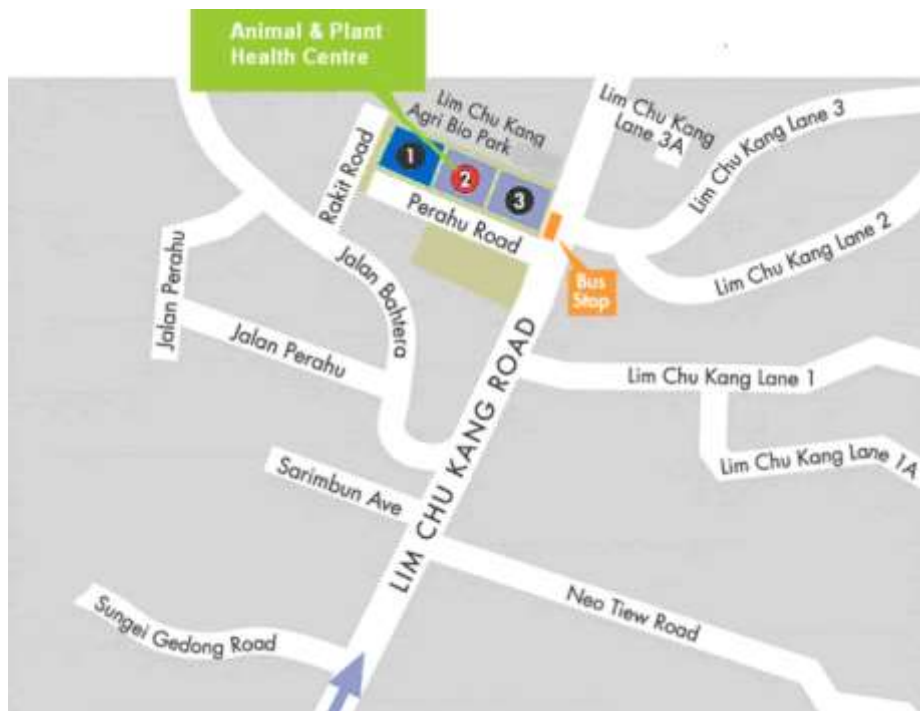 Animal & Plant
Health Centre
Lim Chu Kang
Agri Bio Park
Lim Chu Kang
Lane 3A
Lim Chu Kang Lane 3
Rakit Road
1
2
3
Perahu Road
Lim Chu Kang Lane 2
Bus
Stop
Jalan Bahtera
Jalan Perahu
Jalan Perahu
LIM CHU KANG ROAD
Lim Chu Kang Lane 1
Lim Chu Kang Lane 1A
Sarimbun Ave
Neo Tiew Road
Sungei Gedong Road